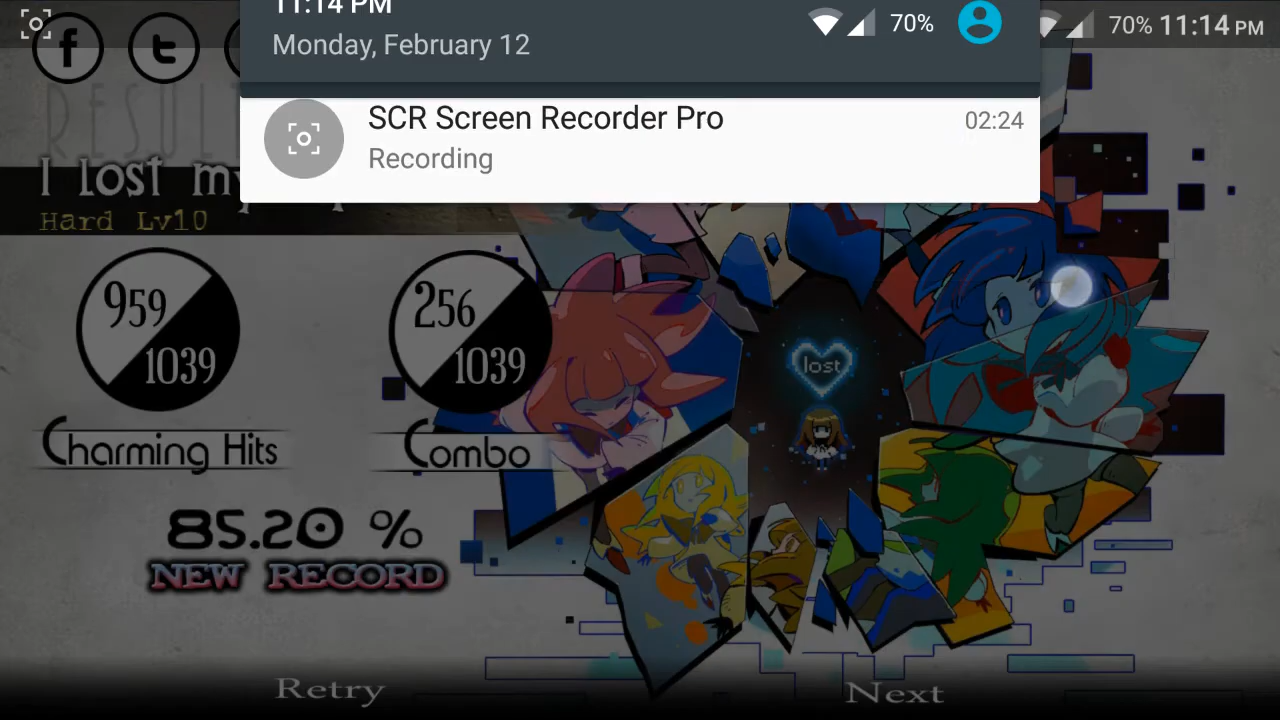 11:14 PM
Monday, February 12
70%
70% 11:14 PM
f t
SCR Screen Recorder Pro
02:24
Recording
RESUL
I Lost my
Hard Lv10
959
1039
Charming Hits
256
1039
Combo
85.20 %
NEW RECORD
lost
Retry
Next